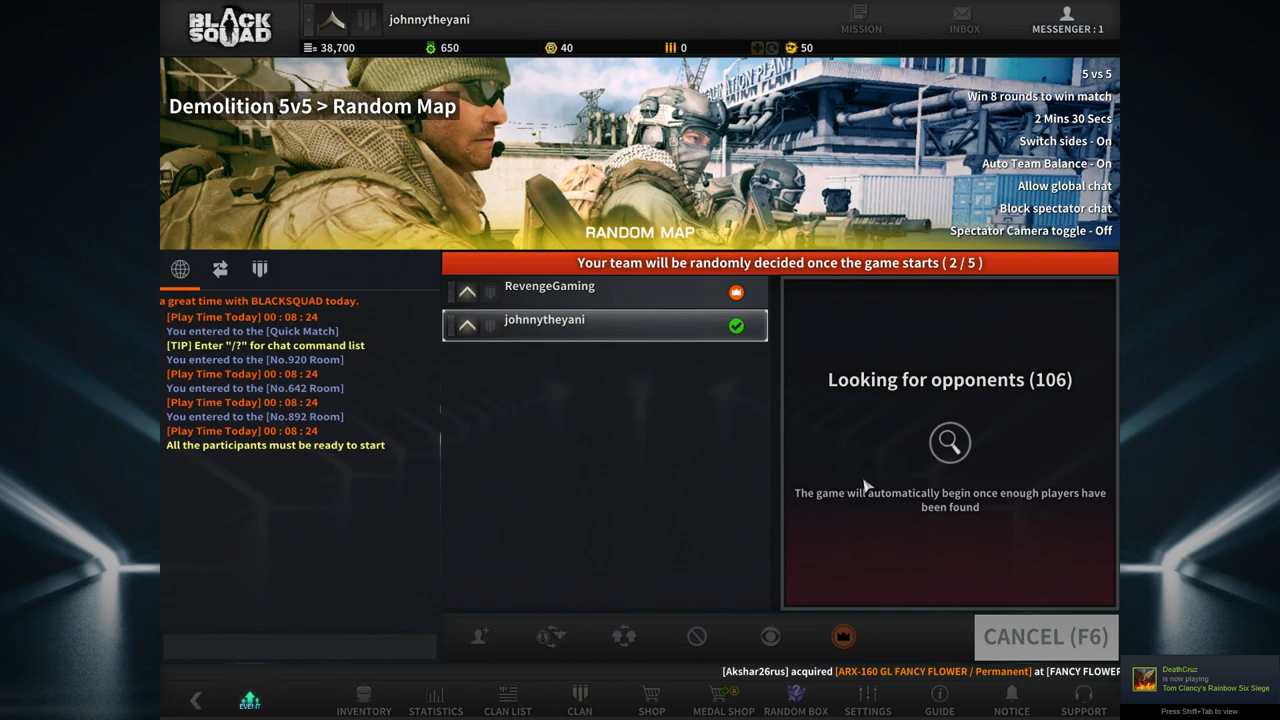 BLACK
SQUAD
johnnytheyani
MISSION
INBOX
MESSENGER : 1
38,700
650
40
0
50
Demolition 5v5 > Random Map
5 vs 5
Win 8 rounds to win match
2 Mins 30 Secs
Switch sides - On
Auto Team Balance - On
Allow global chat
Block spectator chat
Spectator Camera toggle - Off
RANDOM MAP
Your team will be randomly decided once the game starts ( 2 / 5 )
a great time with BLACKSQUAD today.
[Play Time Today] 00 : 08 : 24
You entered to the [Quick Match]
[TIP] Enter "/?" for chat command list
You entered to the [No.920 Room]
[Play Time Today] 00 : 08 : 24
You entered to the [No.642 Room]
[Play Time Today] 00 : 08 : 24
You entered to the [No.892 Room]
[Play Time Today] 00 : 08 : 24
All the participants must be ready to start
RevengeGaming
johnnytheyani
Looking for opponents (106)
The game will automatically begin once enough players have
been found
CANCEL (F6)
[Akshar26rus] acquired [ARX-160 GL FANCY FLOWER / Permanent] at [FANCY FLOWER
EVENT
INVENTORY
STATISTICS
CLAN LIST
CLAN
SHOP
MEDAL SHOP
RANDOM BOX
SETTINGS
GUIDE
NOTICE
SUPPORT
DeathCruz
is now playing
Tom Clancy's Rainbow Six Siege
Press Shift+Tab to view